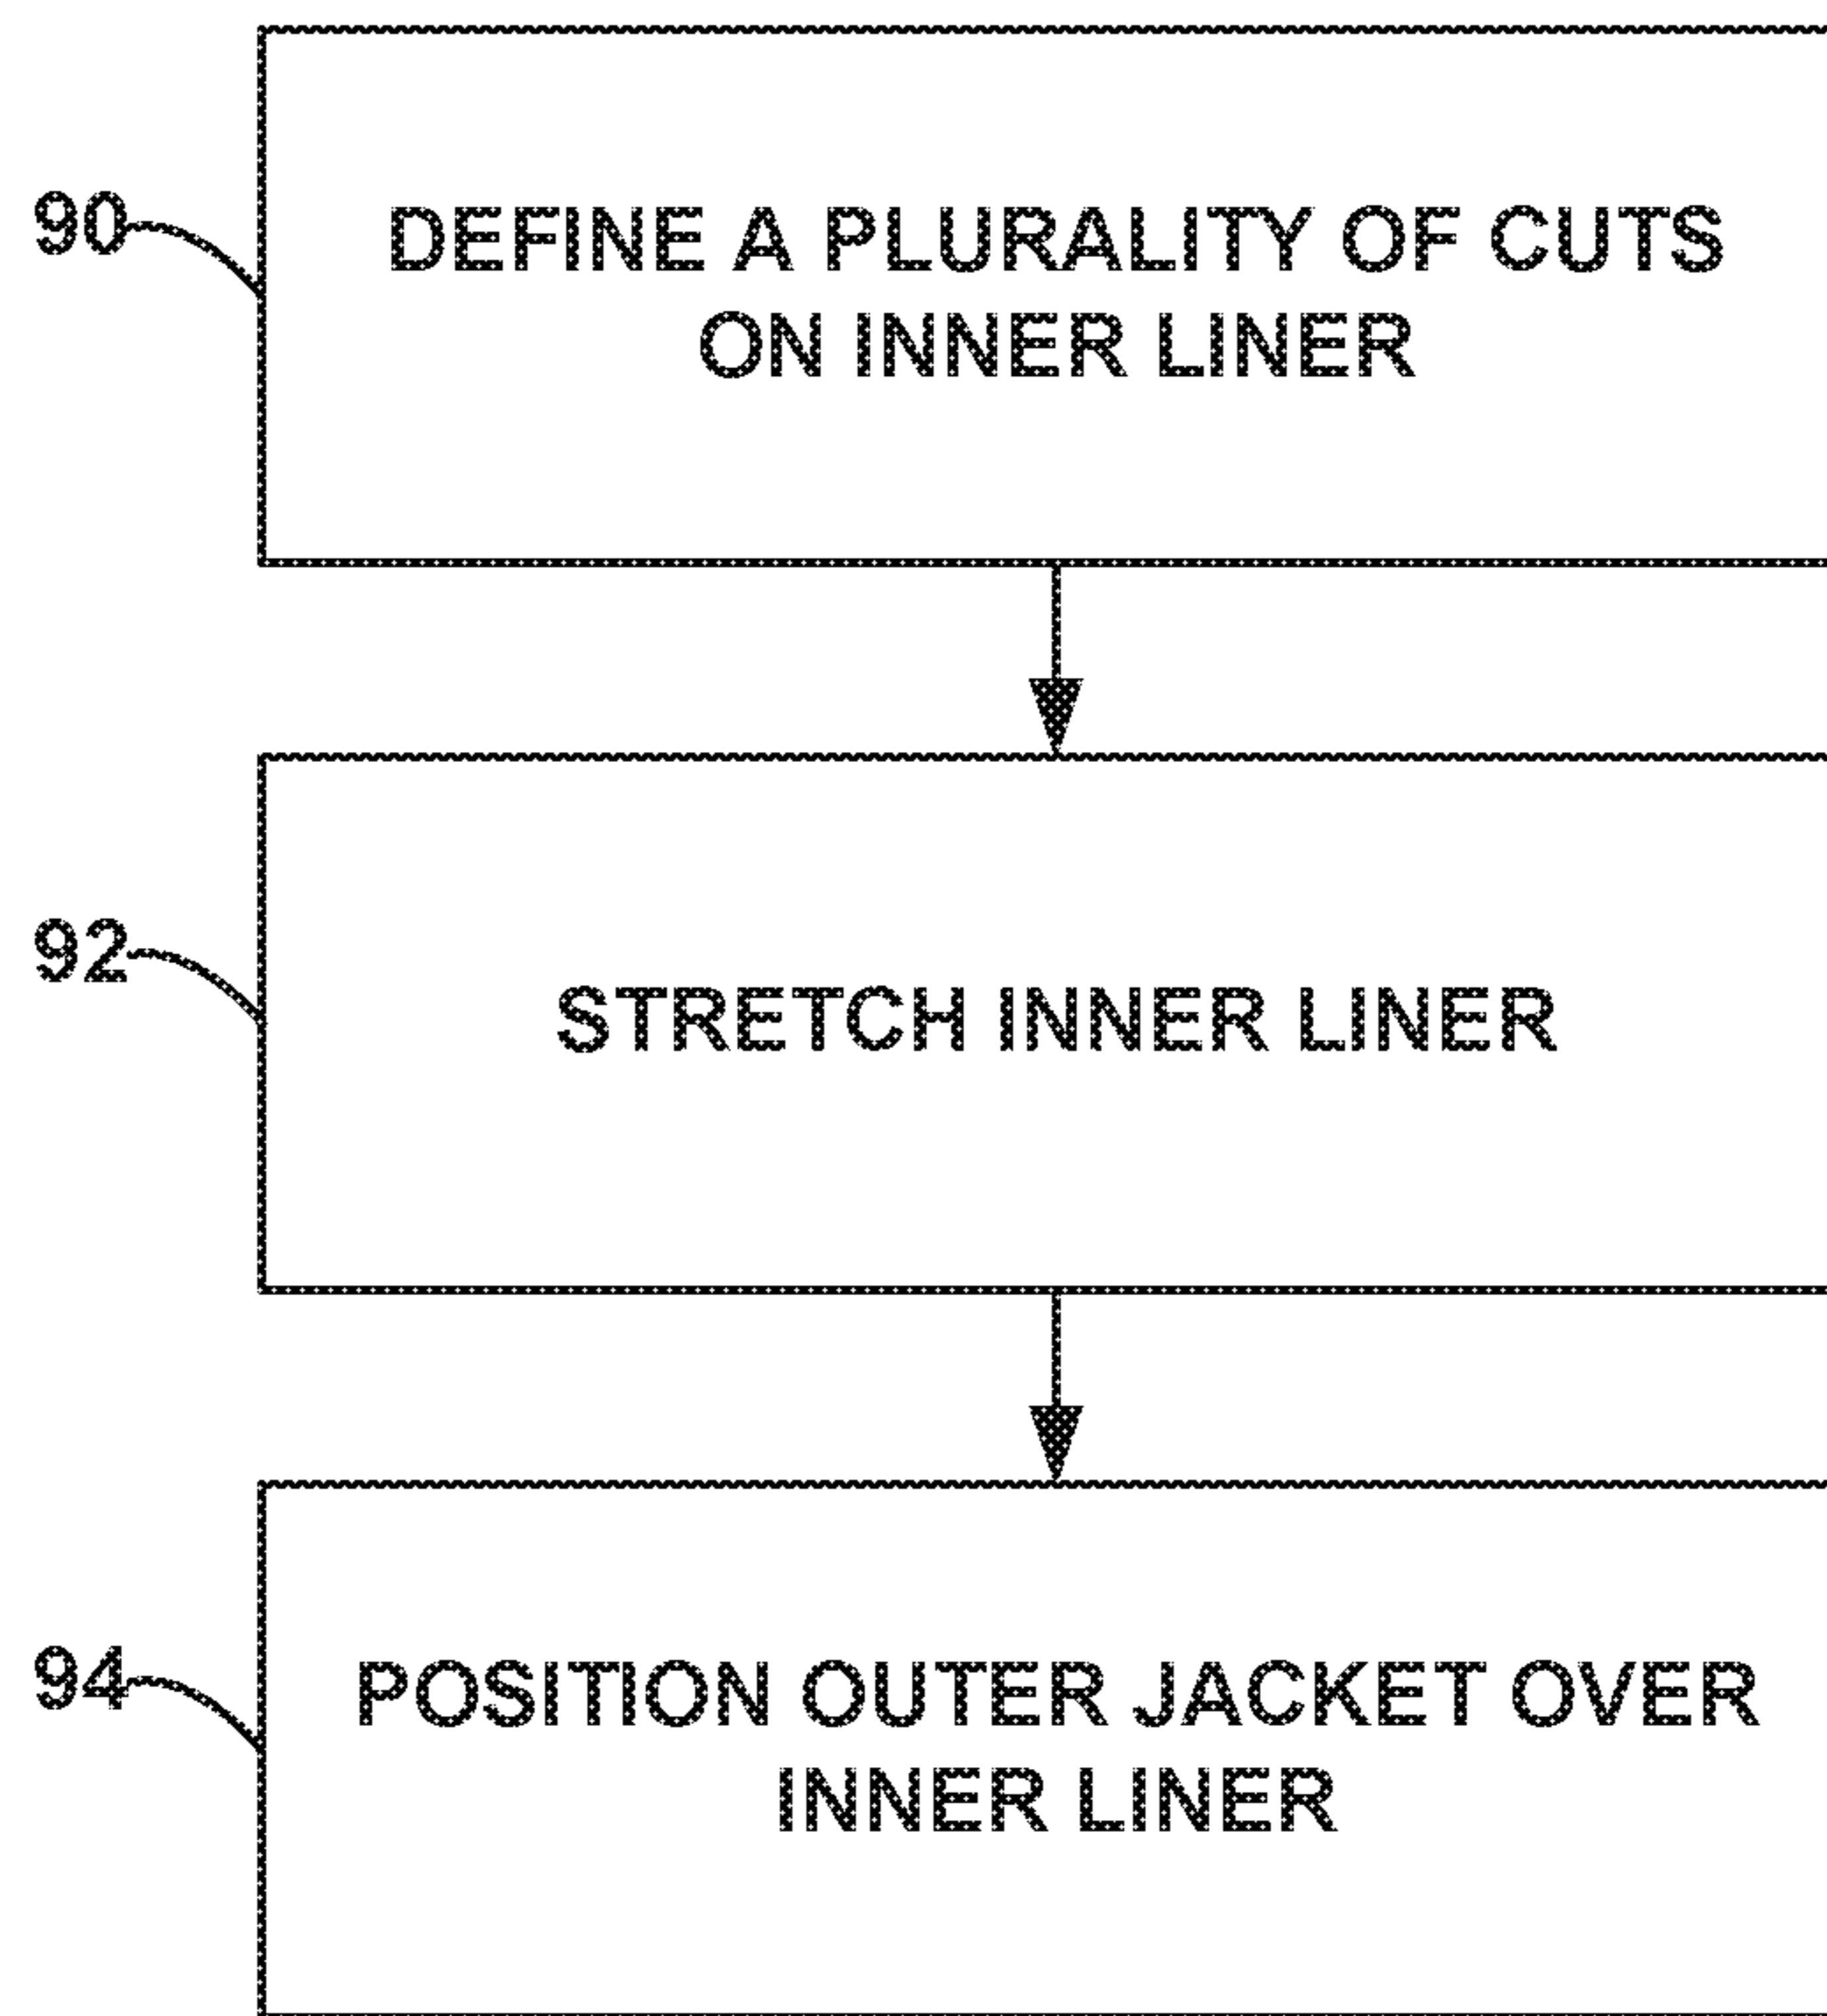 90
DEFINE A PLURALITY OF CUTS
ON INNER LINER
92
STRETCH INNER LINER
94
POSITION OUTER JACKET OVER
INNER LINER